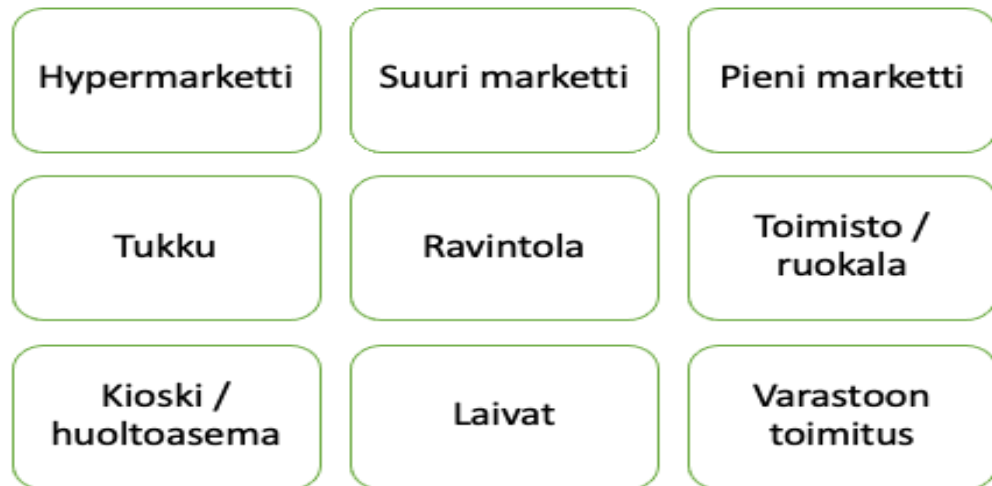 Hypermarketti
Suuri marketti
Pieni marketti
Tukku
Ravintola
Toimisto /
ruokala
Kioski /
huoltoasema
Laivat
Varastoon
toimitus